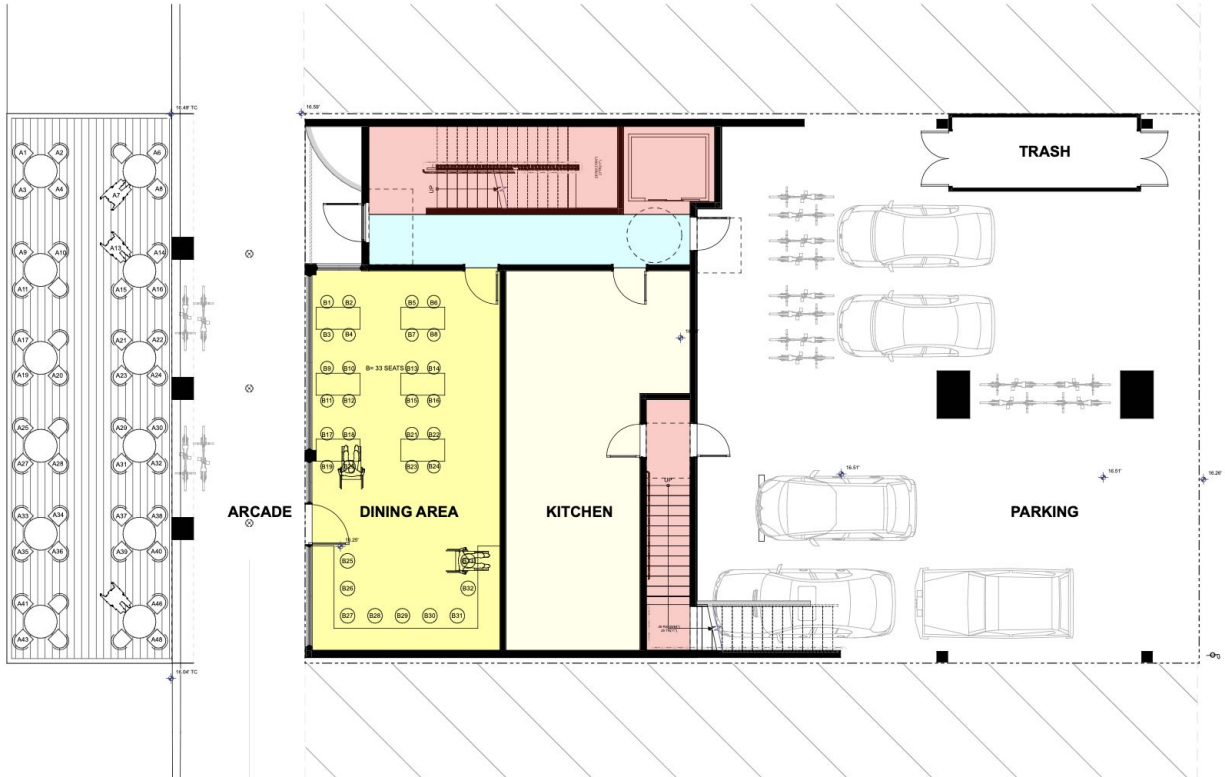 16.49' TC
16.55'
A1 A2 A6
A3 A4 A7 A8
TRASH
UP
A9 A10 A13 A14
A15 A16
B1 B2 B5 B6
B3 B4 B7 B8
A17 A21 A22
A19 A20 A23 A24
B9 B10 B= 33 SEATS B13 B14
B11 B12 B15 B16
A25 A29 A30
A27 A28 A31 A32
B17 B18 B21 B22
B19 B20 B23 B24
UP
16.51' 16.51' 16.26'
ARCADE DINING AREA KITCHEN PARKING
A33 A34 A37 A38
A35 A36 A39 A40
16.25'
B25
B26 B32
B27 B28 B29 B30 B31
A41 A46
A43 A48
16.04' TC